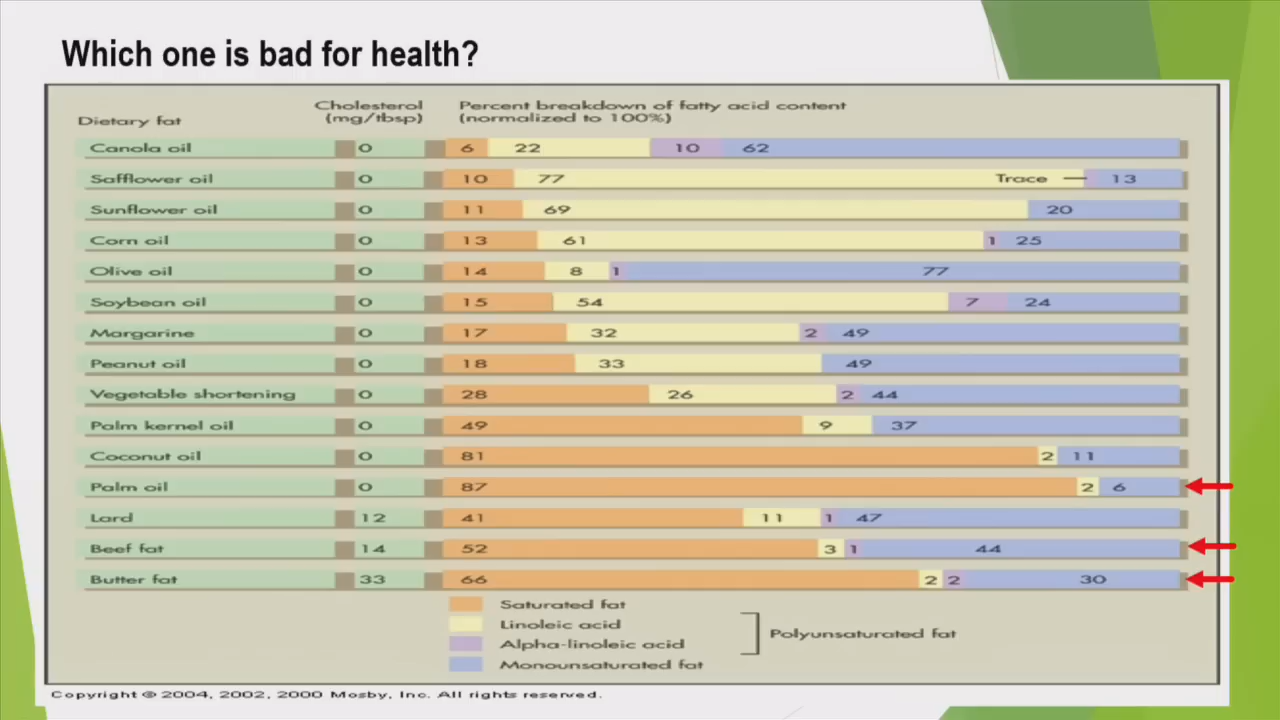 Which one is bad for health?
Dietary fat Cholesterol (mg/tbsp) Percent breakdown of fatty acid content (normalized to 100%)
Canola oil 0 6 22 10 62
Safflower oil 0 10 77 Trace 13
Sunflower oil 0 11 69 20
Corn oil 0 13 61 1 25
Olive oil 0 14 8 1 77
Soybean oil 0 15 54 7 24
Margarine 0 17 32 2 49
Peanut oil 0 18 33 49
Vegetable shortening 0 28 26 2 44
Palm kernel oil 0 49 9 37
Coconut oil 0 81 2 11
Palm oil 0 87 2 6
Lard 12 41 11 1 47
Beef fat 14 52 3 1 44
Butter fat 33 66 2 2 30
Saturated fat
Linoleic acid
Alpha-linoleic acid
Polyunsaturated fat
Monounsaturated fat
Copyright © 2004, 2002, 2000 Mosby, Inc. All rights reserved.